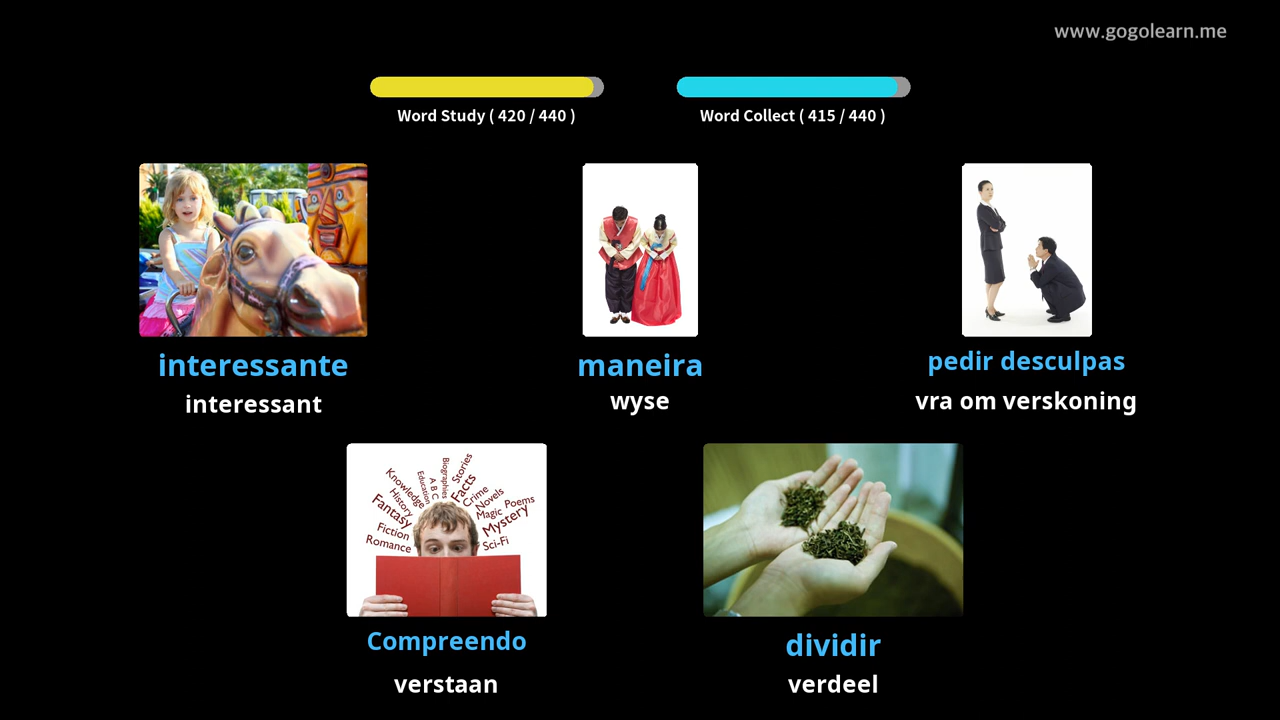 www.gogolearn.me
Word Study ( 420 / 440 )
Word Collect ( 415 / 440 )
interessante
interessant
maneira
wyse
pedir desculpas
vra om verskoning
Knowledge
History
Fantasy
Fiction
Romance
Education
A B C
Biographies
Stories
Facts
Crime
Novels
Magic
Poems
Mystery
Sci-Fi
Compreendo
verstaan
dividir
verdeel